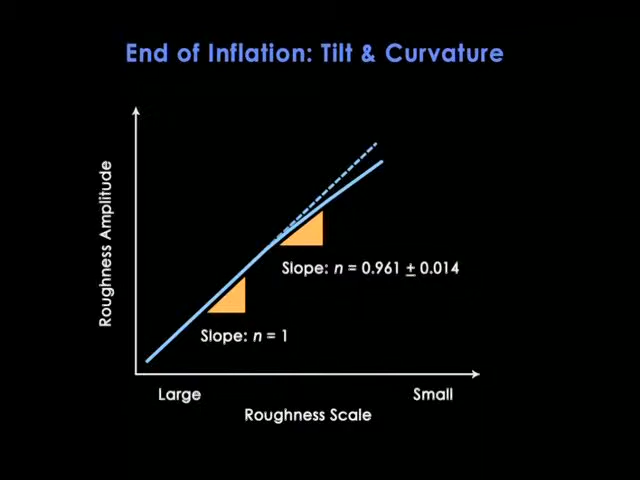 End of Inflation: Tilt & Curvature
Roughness Amplitude
Slope: n = 0.961 ± 0.014
Slope: n = 1
Large
Small
Roughness Scale